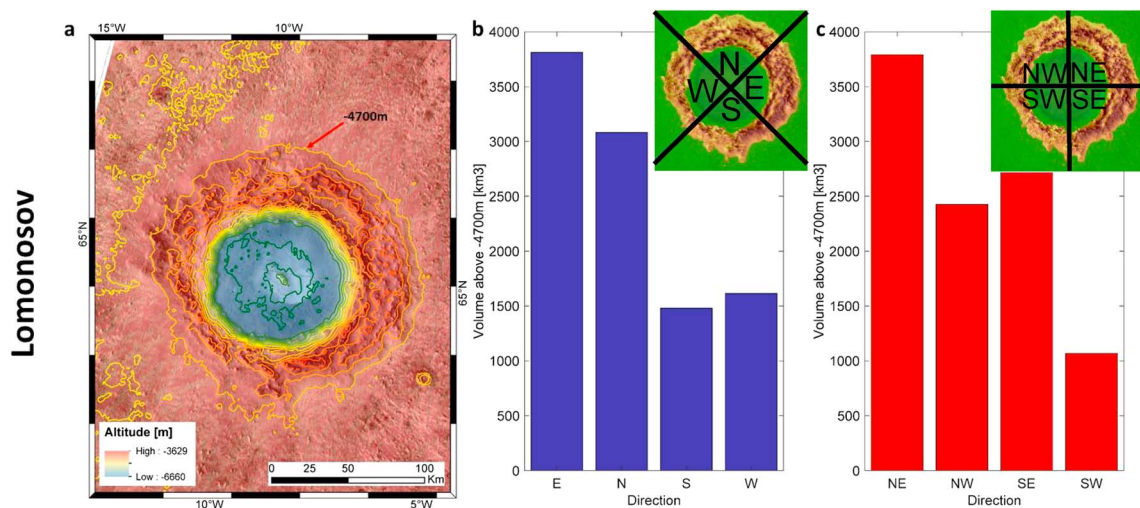 Lomonosov
a
15°W
10°W
-4700m
65°N
65°N
Altitude [m]
High : -3629
Low : -6660
0 25 50 100
Km
10°W
5°W
b
4000
3500
3000
2500
2000
1500
1000
500
0
Volume above -4700m [km3]
N
W E
S
E N S W
Direction
c
4000
3500
3000
2500
2000
1500
1000
500
0
Volume above -4700m [km3]
NW NE
SW SE
NE NW SE SW
Direction